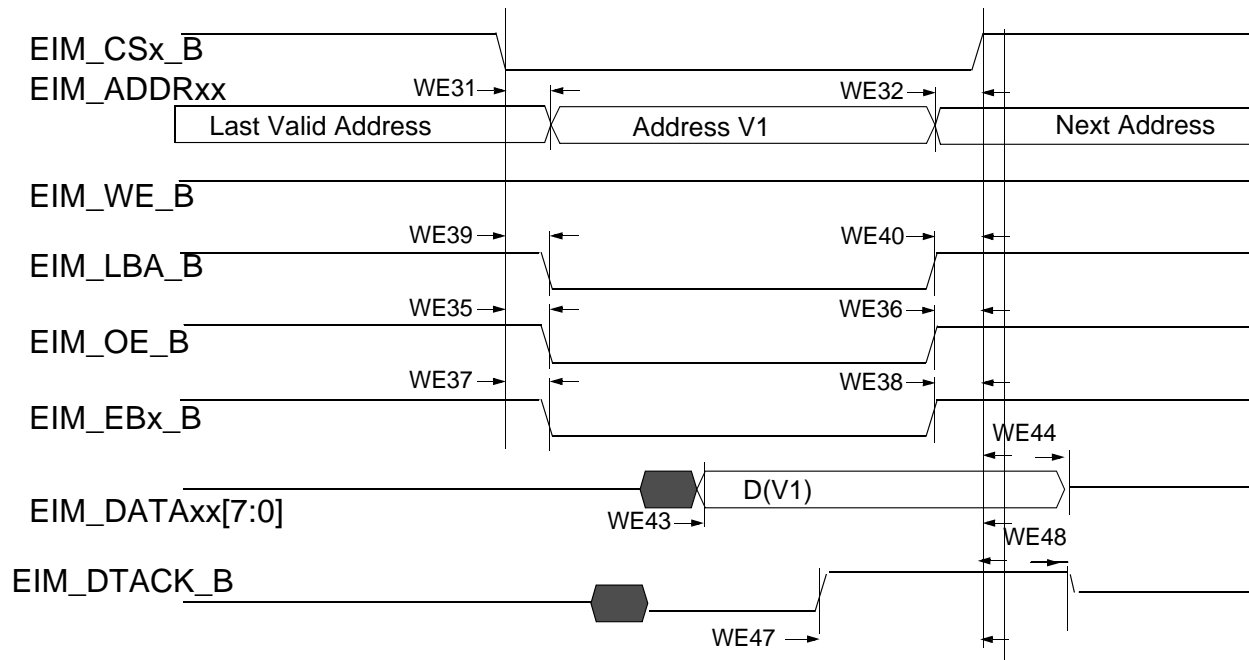 EIM_CSx_B
EIM_ADDRxx
WE31
WE32
Last Valid Address
Address V1
Next Address
EIM_WE_B
WE39
WE40
EIM_LBA_B
WE35
WE36
EIM_OE_B
WE37
WE38
EIM_EBx_B
WE44
D(V1)
EIM_DATAxx[7:0]
WE43
WE48
EIM_DTACK_B
WE47